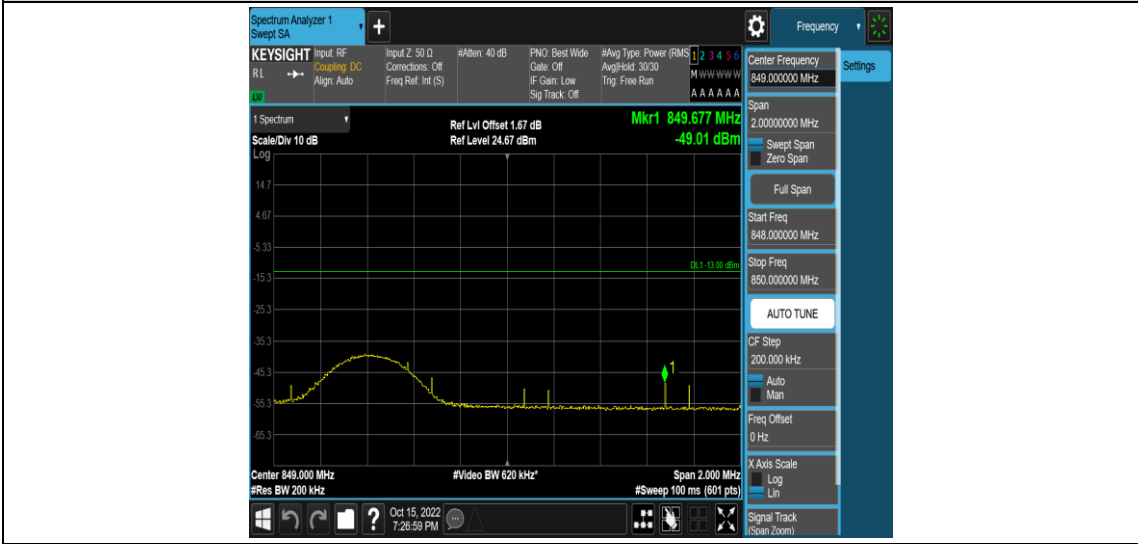 Spectrum Analyzer 1
Swept SA
+
Frequency
KEYSIGHT Input: RF Input Z: 50 Ω #Atten: 40 dB PNO: Best Wide #Avg Type: Power (RMS 1 2 3 4 5 6
RL Coupling: DC Corrections: Off Gate: Off Avg|Hold: 30/30 M W W W W W
Align: Auto Freq Ref: Int (S) IF Gain: Low Trig: Free Run
Sig Track: Off A A A A A A
1 Spectrum
Ref Lvl Offset 1.67 dB
Mkr1 849.677 MHz
Scale/Div 10 dB Ref Level 24.67 dBm -49.01 dBm
Log
14.7
4.67
-5.33
DL1 -13.00 dBm
-15.3
-25.3
-35.3
1
-45.3
-55.3
-65.3
Center 849.000 MHz #Video BW 620 kHz* Span 2.000 MHz
#Res BW 200 kHz #Sweep 100 ms (601 pts)
Oct 15, 2022
7:26:59 PM
?
Center Frequency
849.000000 MHz
Settings
Span
2.00000000 MHz
Swept Span
Zero Span
Full Span
Start Freq
848.000000 MHz
Stop Freq
850.000000 MHz
AUTO TUNE
CF Step
200.000 kHz
Auto
Man
Freq Offset
0 Hz
X Axis Scale
Log
Lin
Signal Track
(Span Zoom)